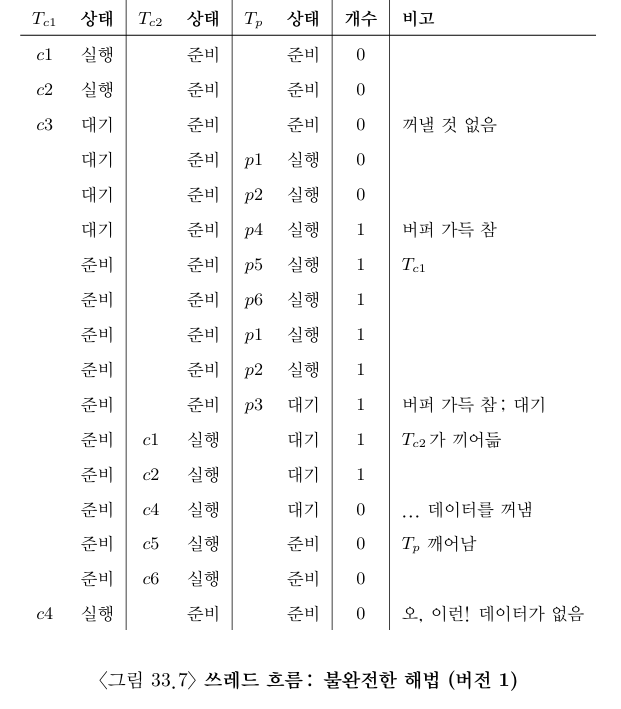 T_c1 상태 T_c2 상태 T_p 상태 개수 비고
c1 실행 준비 준비 0
c2 실행 준비 준비 0
c3 대기 준비 준비 0 꺼낼 것 없음
대기 준비 p1 실행 0
대기 준비 p2 실행 0
대기 준비 p4 실행 1 버퍼 가득 참
준비 준비 p5 실행 1 T_c1
준비 준비 p6 실행 1
준비 준비 p1 실행 1
준비 준비 p2 실행 1
준비 준비 p3 대기 1 버퍼 가득 참; 대기
준비 c1 실행 대기 1 T_c2가 끼어듦
준비 c2 실행 대기 1
준비 c4 실행 대기 0 ... 데이터를 꺼냄
준비 c5 실행 준비 0 T_p 깨어남
준비 c6 실행 준비 0
c4 실행 준비 준비 0 오, 이런! 데이터가 없음
〈그림 33.7〉 쓰레드 흐름: 불완전한 해법 (버전 1)